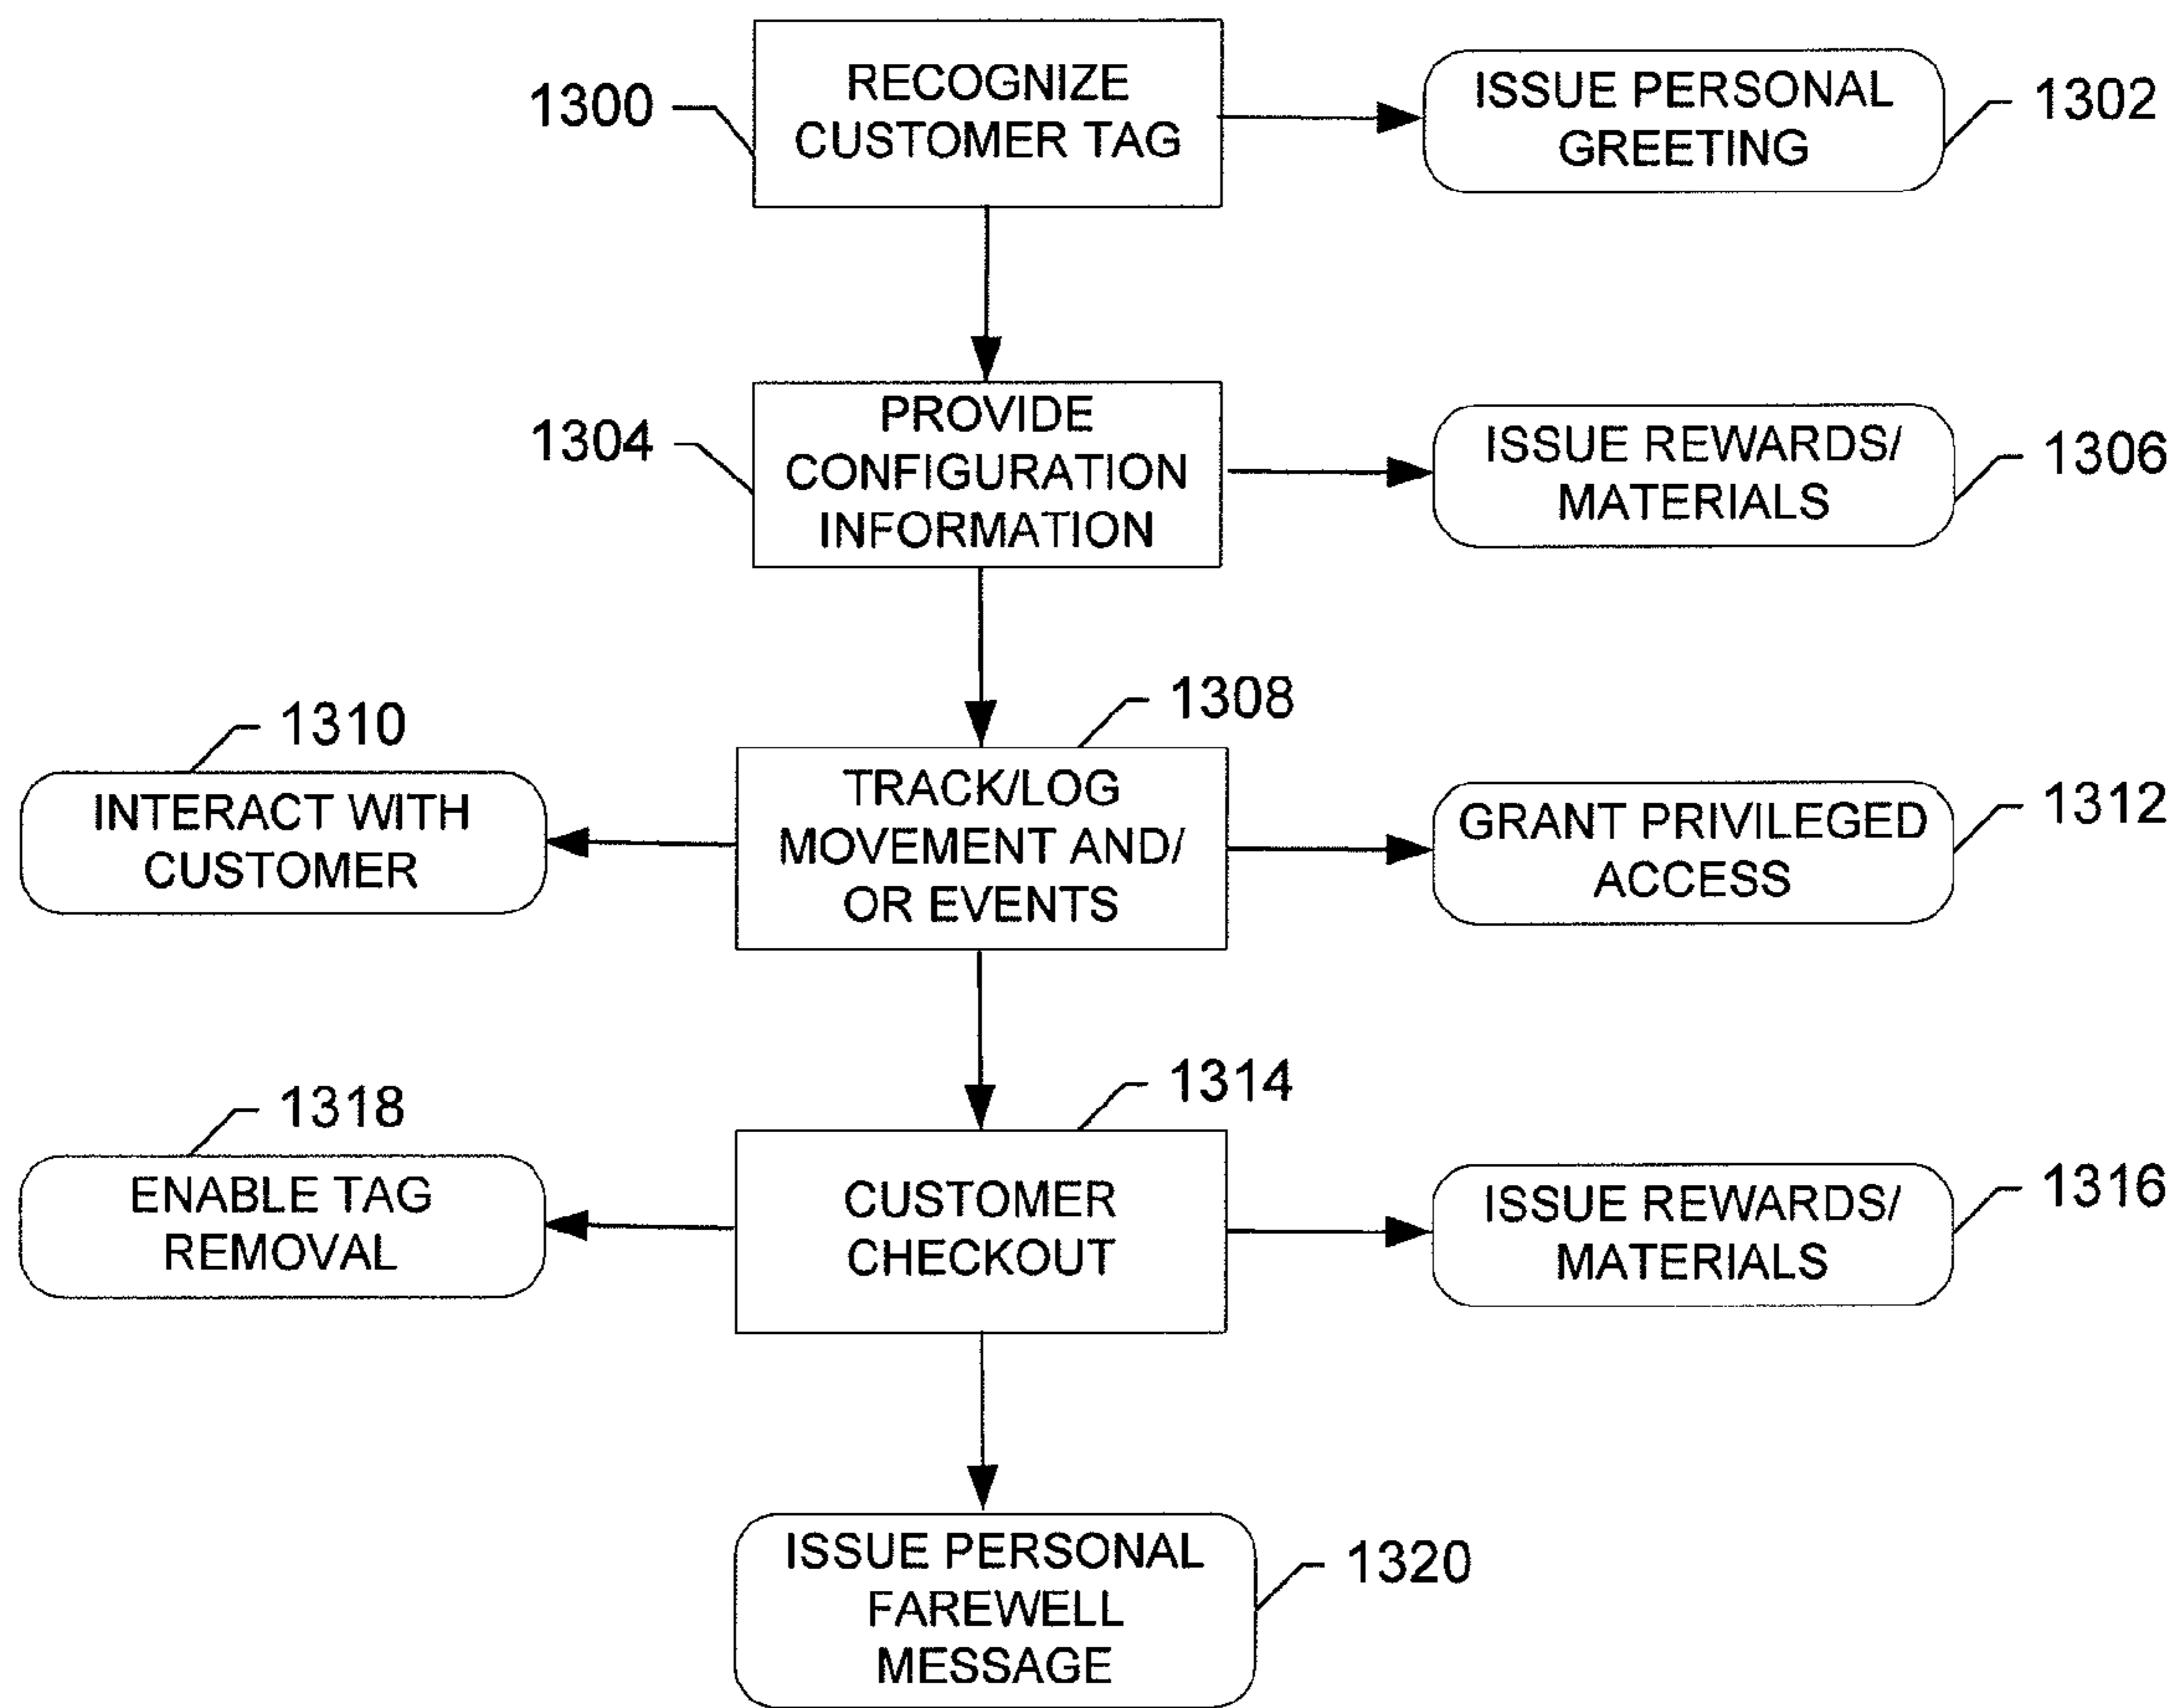 RECOGNIZE
CUSTOMER TAG
1300
ISSUE PERSONAL
GREETING
1302
PROVIDE
CONFIGURATION
INFORMATION
1304
ISSUE REWARDS/
MATERIALS
1306
1310
INTERACT WITH
CUSTOMER
1308
TRACK/LOG
MOVEMENT AND/
OR EVENTS
GRANT PRIVILEGED
ACCESS
1312
1318
ENABLE TAG
REMOVAL
1314
CUSTOMER
CHECKOUT
ISSUE REWARDS/
MATERIALS
1316
ISSUE PERSONAL
FAREWELL
MESSAGE
1320